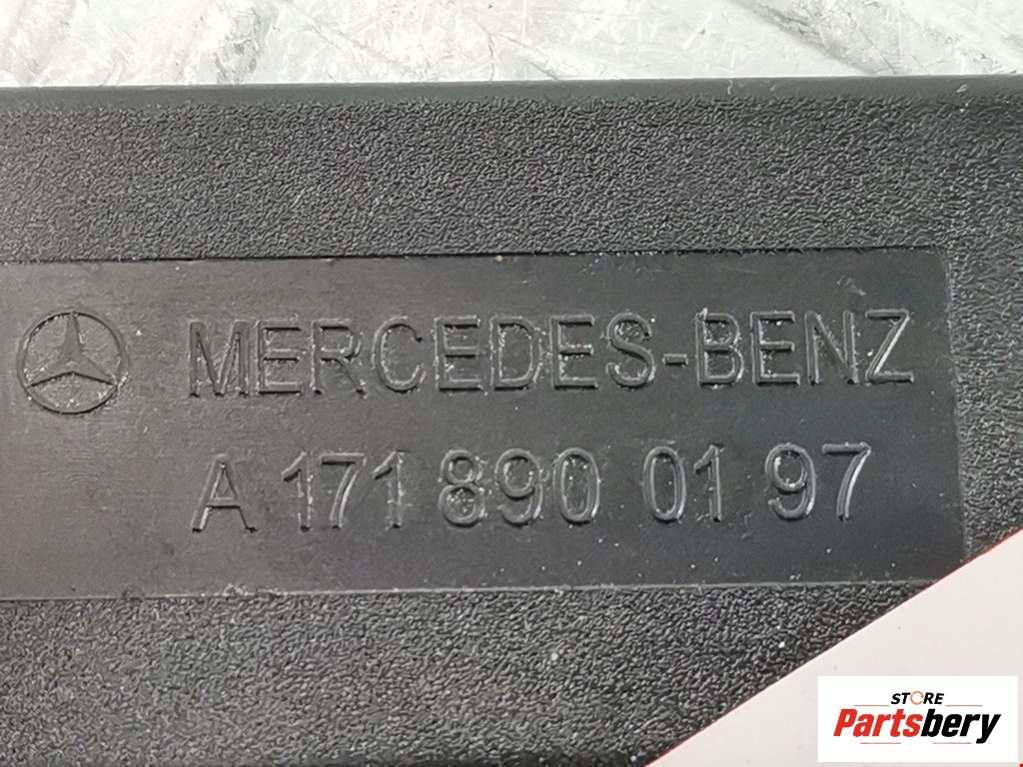 MERCEDES-BENZ
A 171 890 01 97
STORE
Partsbery